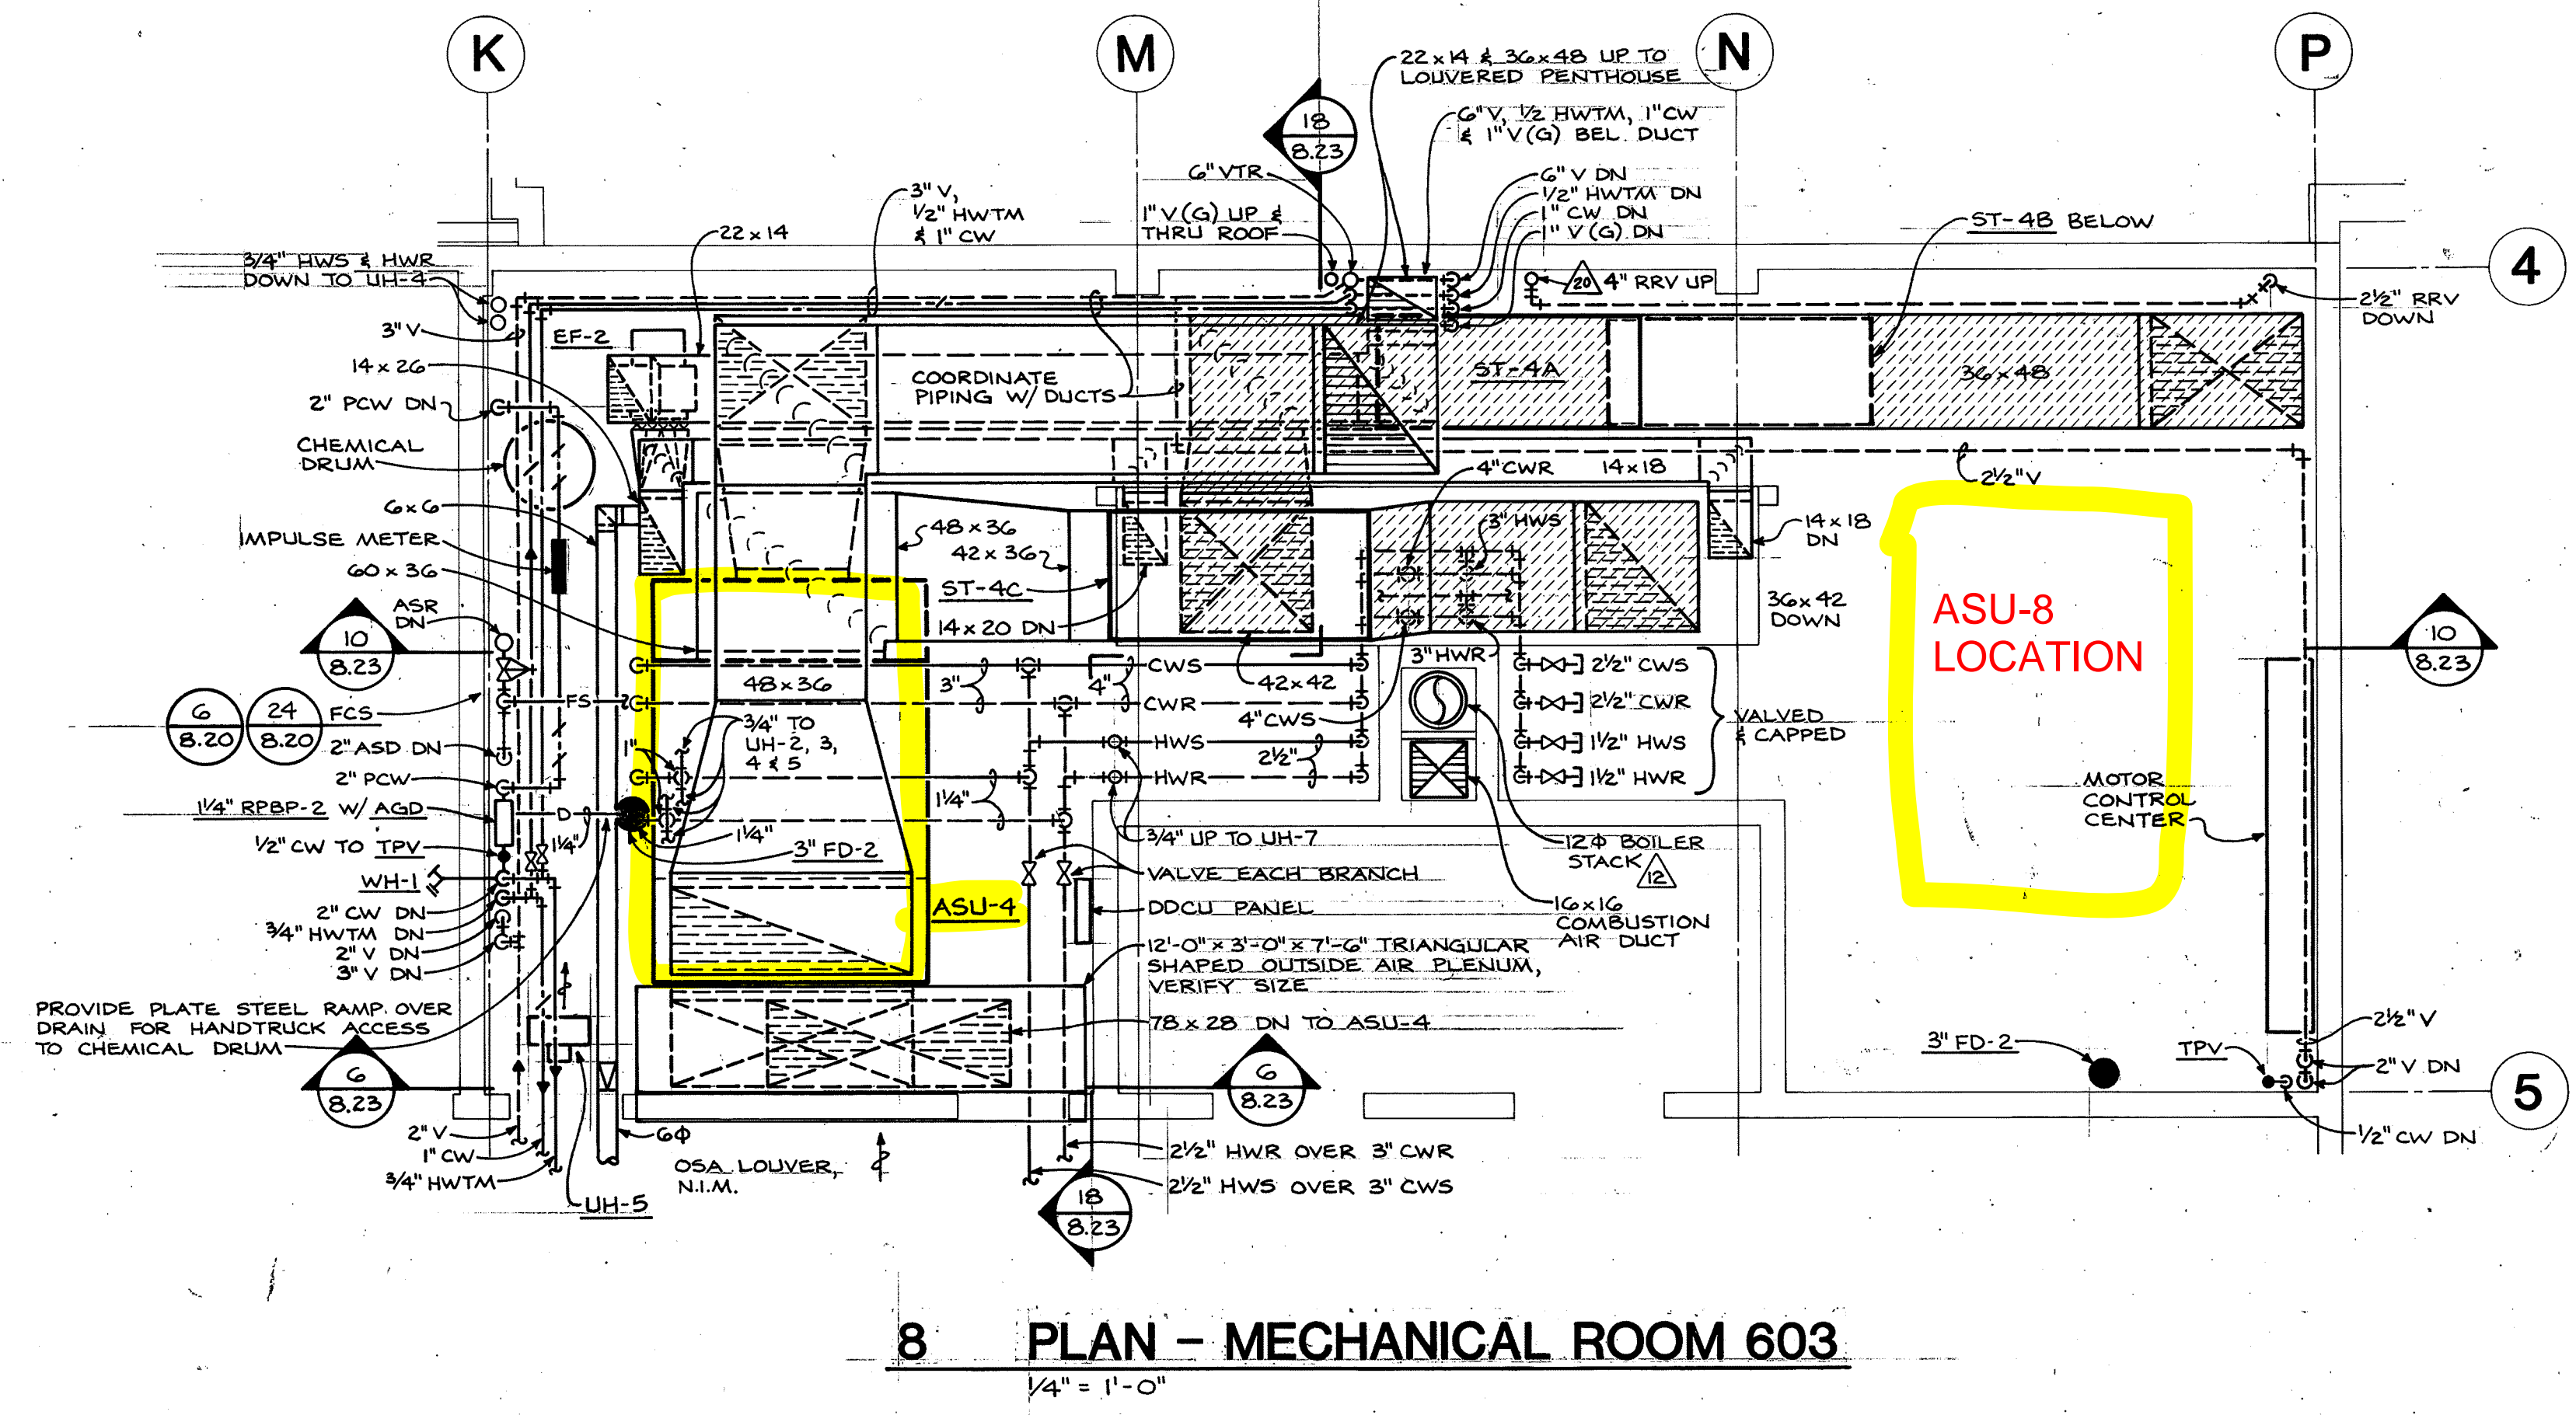 K
M
N
P
22x14 & 36x48 UP TO
LOUVERED PENTHOUSE
18
8.23
6"V, 1/2 HWTM, 1"CW
& 1"V(G) BEL. DUCT
6" VTR
6" V DN
1/2" HWTM DN
1" CW DN
1" V(G) DN
3" V,
1/2" HWTM
& 1" CW
1" V(G) UP &
THRU ROOF
22x14
ST-4B BELOW
4
3/4" HWS & HWR
DOWN TO UH-4
20
4" RRV UP
2 1/2" RRV
DOWN
3" V
EF-2
14x26
COORDINATE
PIPING W/ DUCTS
ST-4A
36x48
2" PCW DN
CHEMICAL
DRUM
4"CWR
14x18
2 1/2" V
6x6
48x36
3" HWS
14x18
DN
IMPULSE METER
42x36
60x36
ST-4C
36x42
DOWN
ASU-8
LOCATION
ASR
DN
10
8.23
14x20 DN
10
8.23
3"HWR
CWS
2 1/2" CWS
3"
4"
48x36
42x42
6
8.20
24
8.20
FCS
FS
CWR
4"CWS
2 1/2" CWR
VALVED
& CAPPED
3/4" TO
UH-2, 3,
4 & 5
1"
2" ASD DN
HWS
2 1/2"
1 1/2" HWS
2" PCW
HWR
1 1/2" HWR
MOTOR
CONTROL
CENTER
1 1/4" RPBP-2 W/ AGD
D
1 1/4"
1 1/4"
1 1/4"
1/2" CW TO TPV
3" FD-2
3/4" UP TO UH-7
12Φ BOILER
STACK
12
WH-1
VALVE EACH BRANCH
2" CW DN
ASU-4
DDCU PANEL
16x16
COMBUSTION
AIR DUCT
3/4" HWTM DN
2" V DN
3" V DN
12'-0" x 3'-0" x 7'-6" TRIANGULAR
SHAPED OUTSIDE AIR PLENUM,
VERIFY SIZE
PROVIDE PLATE STEEL RAMP OVER
DRAIN FOR HANDTRUCK ACCESS
TO CHEMICAL DRUM
78x28 DN TO ASU-4
2 1/2" V
3" FD-2
TPV
2" V DN
6
8.23
6
8.23
5
2" V
1" CW
3/4" HWTM
6Φ
OSA LOUVER,
N.I.M.
2 1/2" HWR OVER 3" CWR
1/2" CW DN
2 1/2" HWS OVER 3" CWS
UH-5
18
8.23
8 PLAN – MECHANICAL ROOM 603
1/4" = 1'-0"